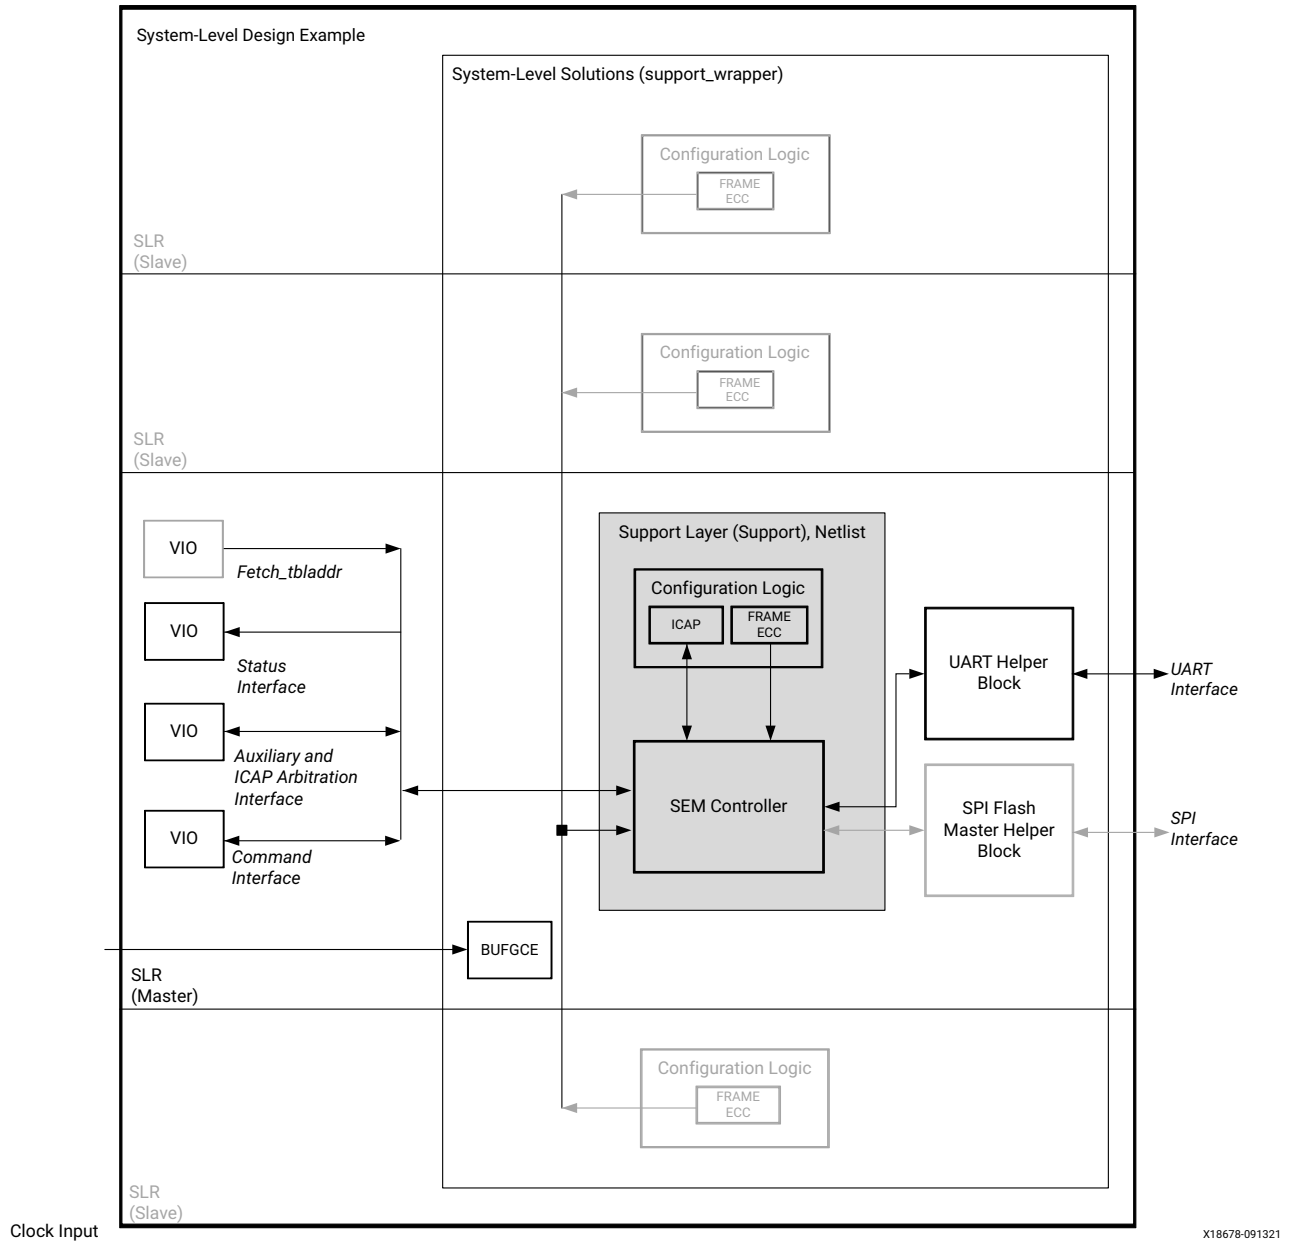 System-Level Design Example
System-Level Solutions (support_wrapper)
Configuration Logic
FRAME
ECC
SLR
(Slave)
Configuration Logic
FRAME
ECC
SLR
(Slave)
VIO
Fetch_tbladdr
VIO
Status
Interface
VIO
Auxiliary and
ICAP Arbitration
Interface
VIO
Command
Interface
Support Layer (Support), Netlist
Configuration Logic
ICAP
FRAME
ECC
SEM Controller
UART Helper
Block
UART
Interface
SPI Flash
Master Helper
Block
SPI
Interface
BUFGCE
SLR
(Master)
Configuration Logic
FRAME
ECC
SLR
(Slave)
Clock Input
X18678-091321